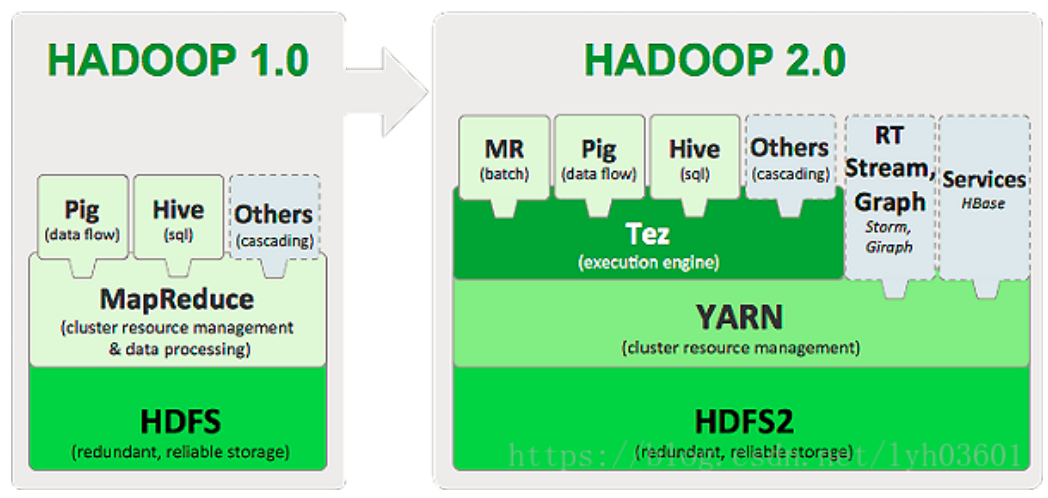 HADOOP 1.0
Pig
(data flow)
Hive
(sql)
Others
(cascading)
MapReduce
(cluster resource management
& data processing)
HDFS
(redundant, reliable storage)
HADOOP 2.0
MR
(batch)
Pig
(data flow)
Hive
(sql)
Others
(cascading)
RT
Stream,
Graph
Storm,
Giraph
Services
HBase
Tez
(execution engine)
YARN
(cluster resource management)
HDFS2
(redundant, reliable storage)
https://blog.csdn.net/lyh03601